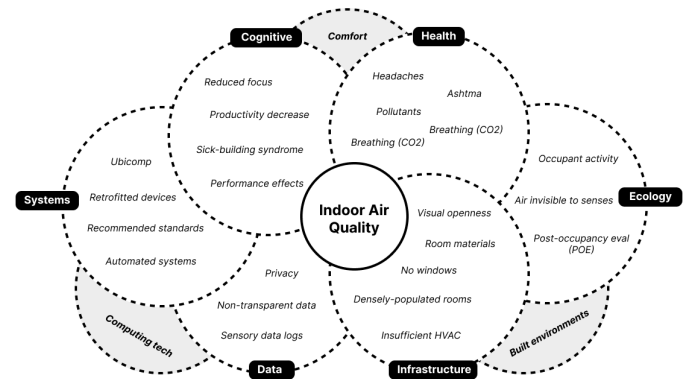 Cognitive
Comfort
Health
Reduced focus
Productivity decrease
Sick-building syndrome
Performance effects
Headaches
Ashtma
Pollutants
Breathing (CO2)
Breathing (CO2)
Systems
Ubicomp
Retrofitted devices
Recommended standards
Automated systems
Indoor Air
Quality
Ecology
Occupant activity
Air invisible to senses
Post-occupancy eval
(POE)
Visual openness
Room materials
No windows
Densely-populated rooms
Insufficient HVAC
Privacy
Non-transparent data
Sensory data logs
Computing tech
Built environments
Data
Infrastructure